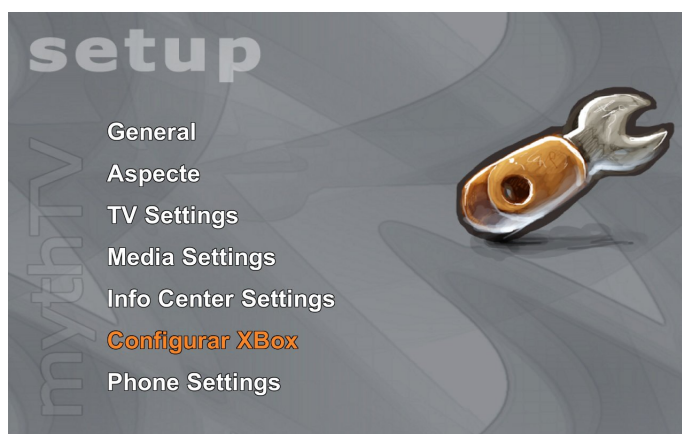 setup
mythTV
General
Aspecte
TV Settings
Media Settings
Info Center Settings
Configurar XBox
Phone Settings